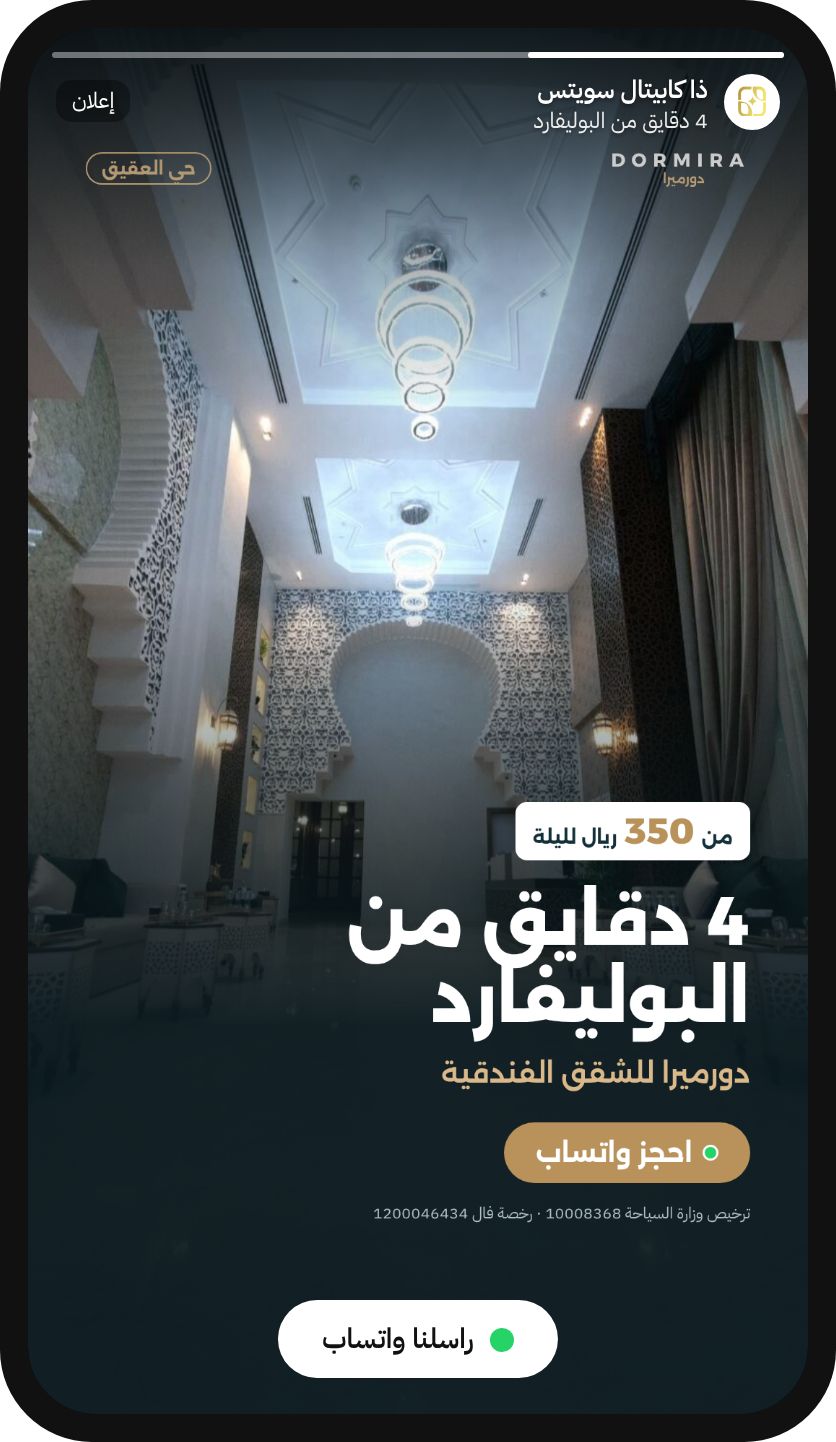 ذا كابيتال سويتس
4 دقايق من البوليفارد
إعلان
DORMIRA
دورميرا
حي العقيق
من 350 ريال لليلة
4 دقايق من
البوليفارد
دورميرا للشقق الفندقية
احجز واتساب
ترخيص وزارة السياحة 10008368 · رخصة فال 1200046434
راسلنا واتساب